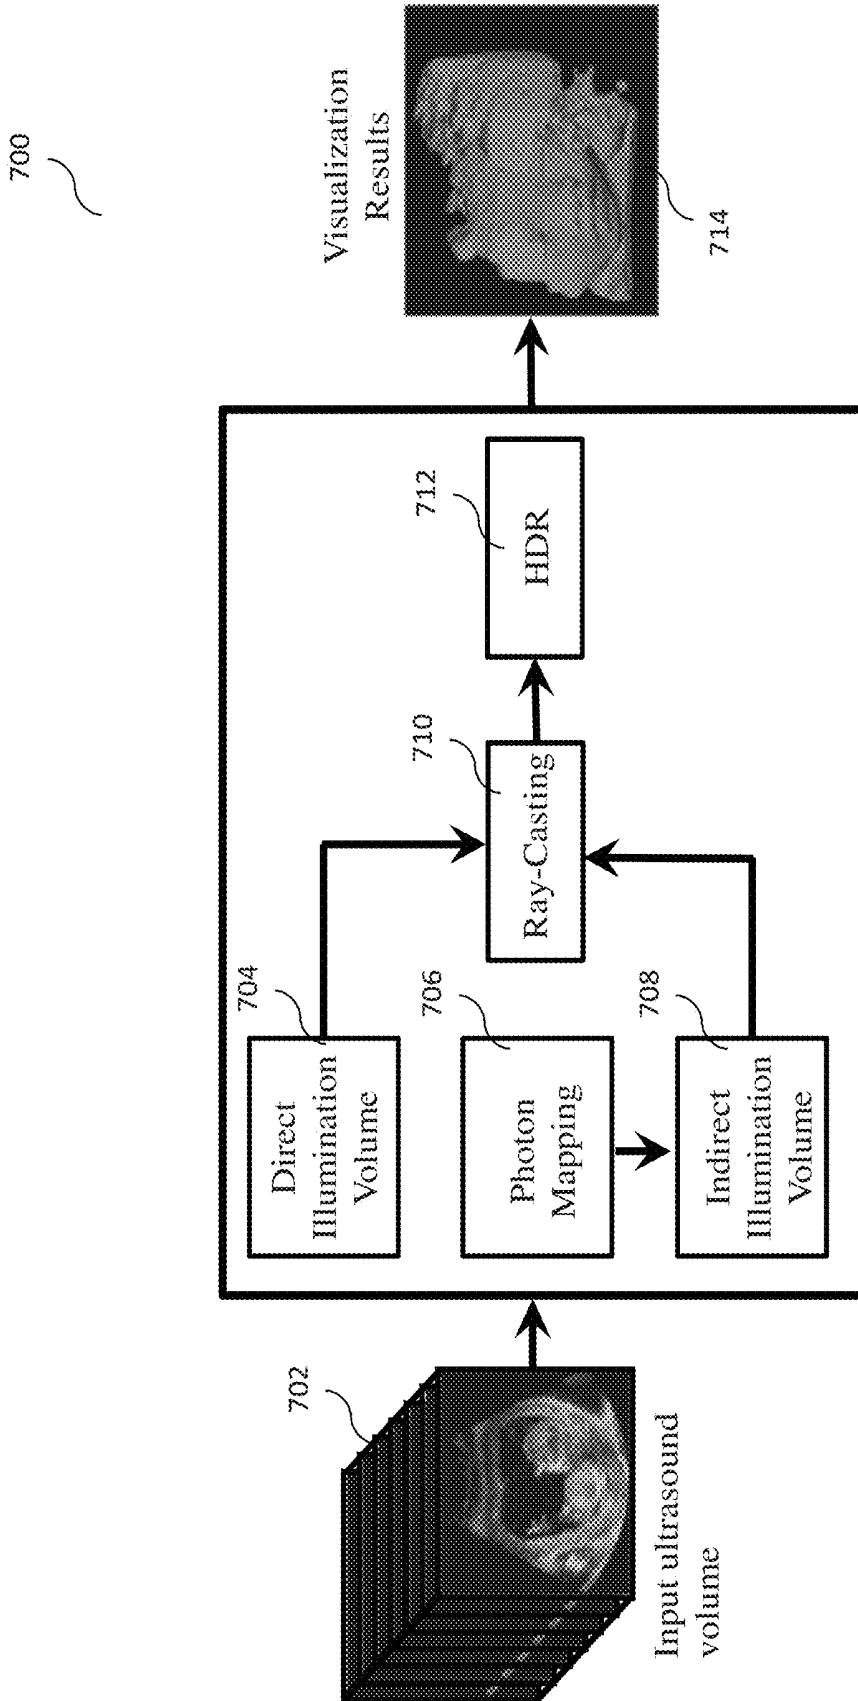 700
702
Input ultrasound
volume
704
Direct
Illumination
Volume
706
Photon
Mapping
708
Indirect
Illumination
Volume
710
Ray-Casting
712
HDR
Visualization
Results
714